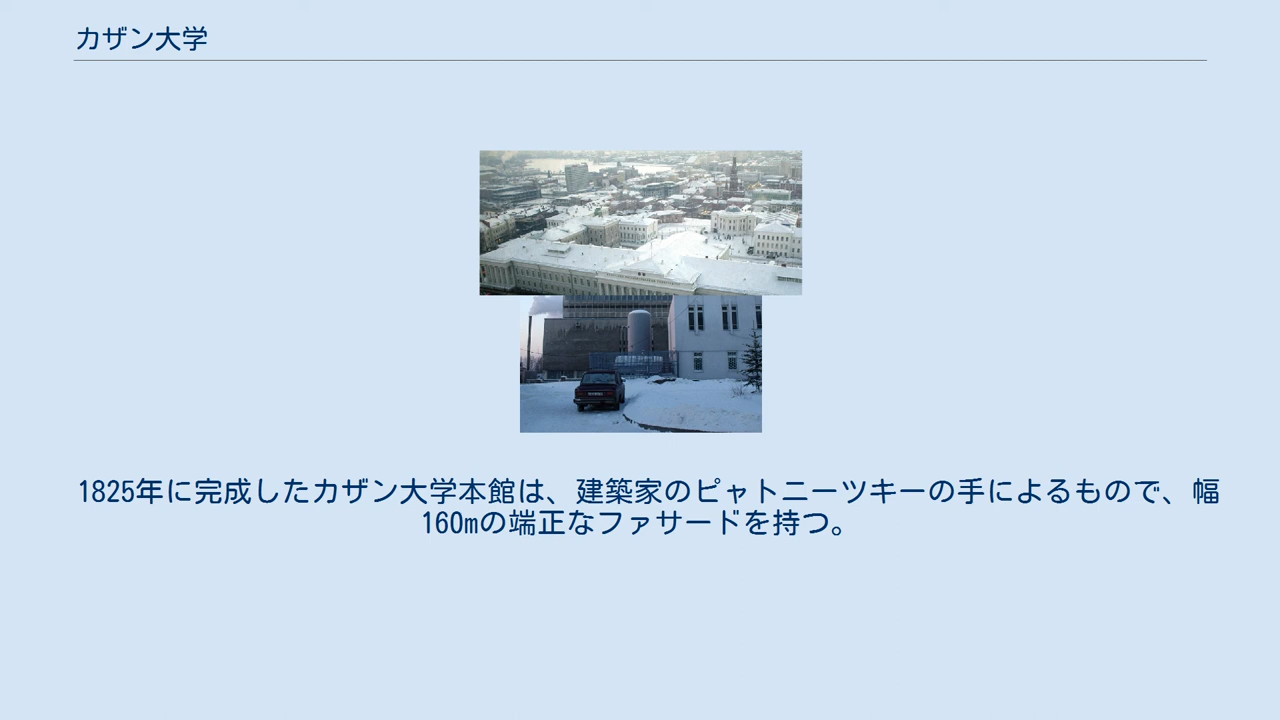 カザン大学
1825年に完成したカザン大学本館は、建築家のピャトニーツキーの手によるもので、幅
160mの端正なファサードを持つ。